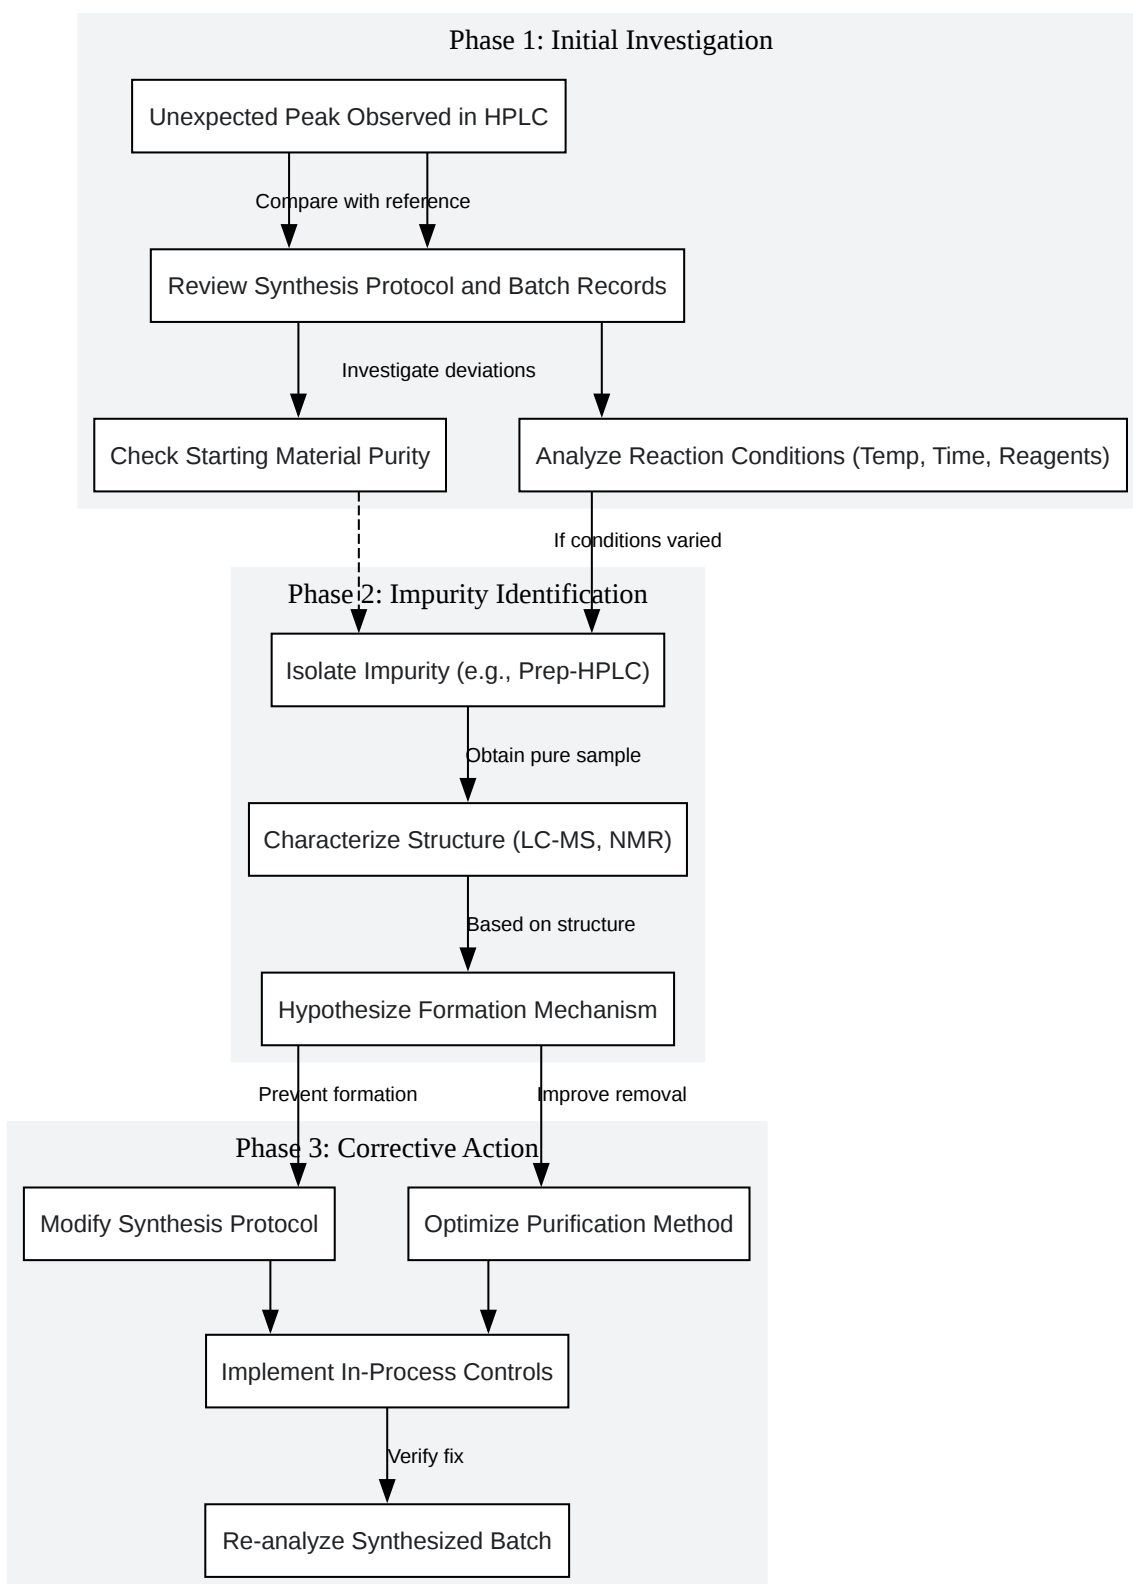 Phase 1: Initial Investigation
Unexpected Peak Observed in HPLC
Compare with reference
Review Synthesis Protocol and Batch Records
Investigate deviations
Check Starting Material Purity
Analyze Reaction Conditions (Temp, Time, Reagents)
If conditions varied
Phase 2: Impurity Identification
Isolate Impurity (e.g., Prep-HPLC)
Obtain pure sample
Characterize Structure (LC-MS, NMR)
Based on structure
Hypothesize Formation Mechanism
Prevent formation
Improve removal
Phase 3: Corrective Action
Modify Synthesis Protocol
Optimize Purification Method
Implement In-Process Controls
Verify fix
Re-analyze Synthesized Batch